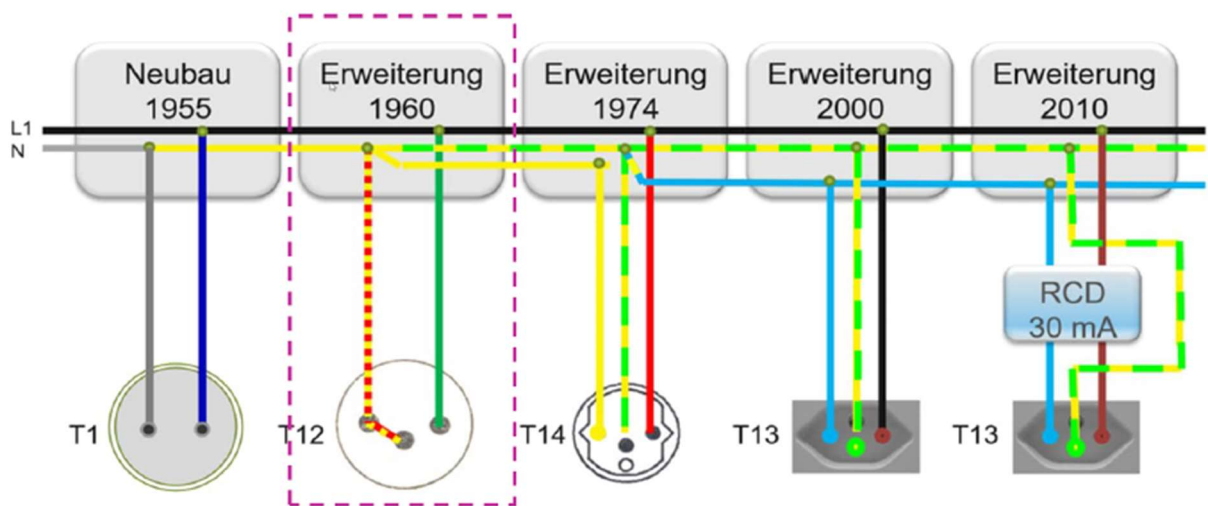 Neubau
1955
Erweiterung
1960
Erweiterung
1974
Erweiterung
2000
Erweiterung
2010
L1
N
RCD
30 mA
T1
T12
T14
T13
T13